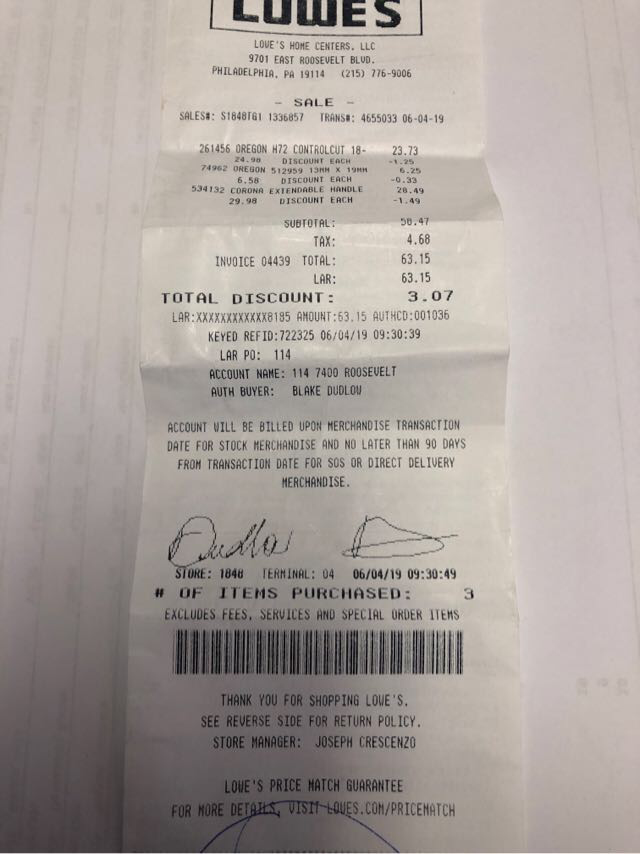 LOWES
LOWE'S HOME CENTERS, LLC
9701 EAST ROOSEVELT BLVD.
PHILADELPHIA, PA 19114 (215) 776-9006
- SALE -
SALES#: S1848TG1 1336857 TRANS#: 4655033 06-04-19
261456 OREGON H72 CONTROLCUT 18- 23.73
24.98 DISCOUNT EACH -1.25
74962 OREGON 512959 13MM X 19MM 6.25
6.58 DISCOUNT EACH -0.33
534132 CORONA EXTENDABLE HANDLE 28.49
29.98 DISCOUNT EACH -1.49
SUBTOTAL: 58.47
TAX: 4.68
INVOICE 04439 TOTAL: 63.15
LAR: 63.15
TOTAL DISCOUNT: 3.07
LAR:XXXXXXXXXXXX8185 AMOUNT:63.15 AUTHCD:001036
KEYED REFID:722325 06/04/19 09:30:39
LAR PO: 114
ACCOUNT NAME: 114 7400 ROOSEVELT
AUTH BUYER: BLAKE DUDLOW
ACCOUNT WILL BE BILLED UPON MERCHANDISE TRANSACTION
DATE FOR STOCK MERCHANDISE AND NO LATER THAN 90 DAYS
FROM TRANSACTION DATE FOR SOS OR DIRECT DELIVERY
MERCHANDISE.
STORE: 1848 TERMINAL: 04 06/04/19 09:30:49
# OF ITEMS PURCHASED: 3
EXCLUDES FEES, SERVICES AND SPECIAL ORDER ITEMS
THANK YOU FOR SHOPPING LOWE'S.
SEE REVERSE SIDE FOR RETURN POLICY.
STORE MANAGER: JOSEPH CRESCENZO
LOWE'S PRICE MATCH GUARANTEE
FOR MORE DETAILS, VISIT LOWES.COM/PRICEMATCH